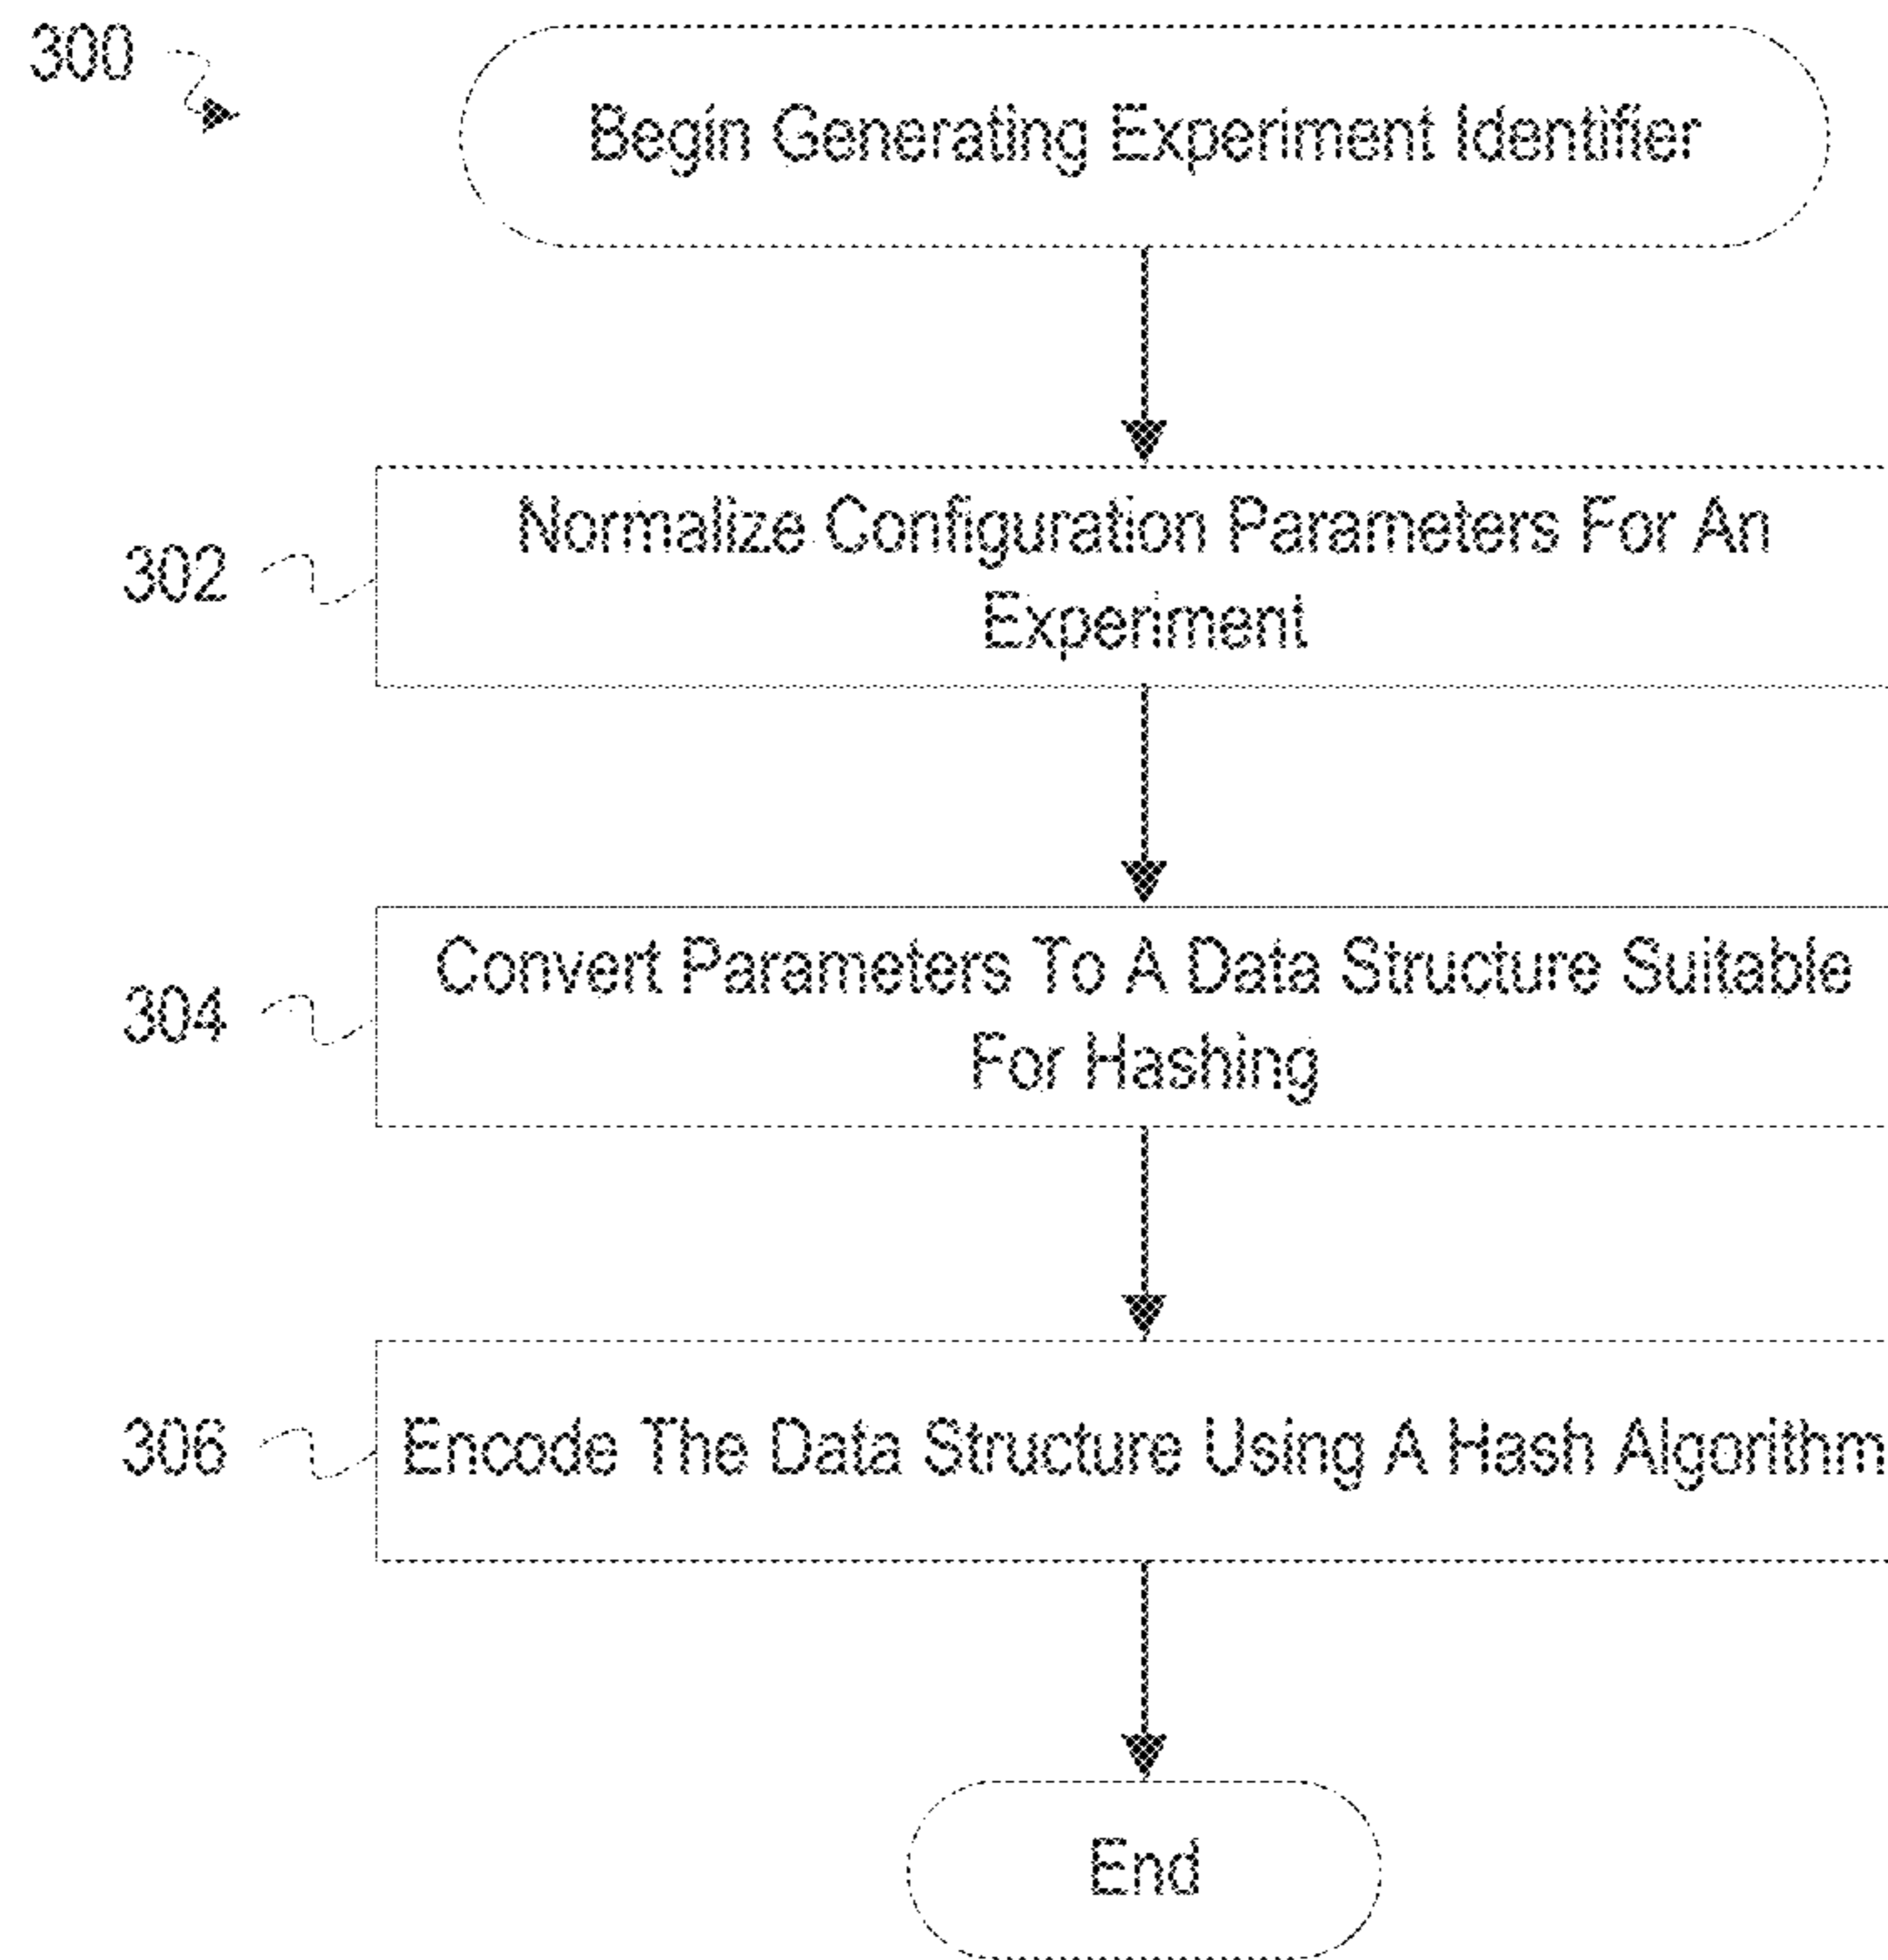 300
Begin Generating Experiment Identifier
302
Normalize Configuration Parameters For An
Experiment
304
Convert Parameters To A Data Structure Suitable
For Hashing
306
Encode The Data Structure Using A Hash Algorithm
End